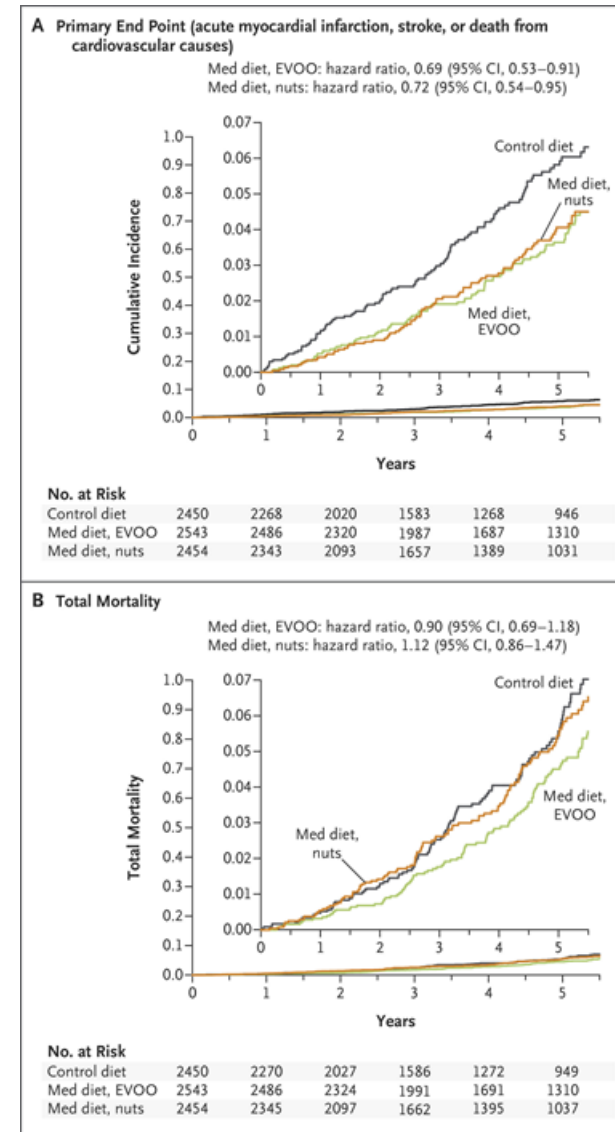 A Primary End Point (acute myocardial infarction, stroke, or death from
cardiovascular causes)
Med diet, EVOO: hazard ratio, 0.69 (95% CI, 0.53–0.91)
Med diet, nuts: hazard ratio, 0.72 (95% CI, 0.54–0.95)
Cumulative Incidence
1.0
0.9
0.8
0.7
0.6
0.5
0.4
0.3
0.2
0.1
0.0
0.07
0.06
0.05
0.04
0.03
0.02
0.01
0.00
Control diet
Med diet,
nuts
Med diet,
EVOO
0 1 2 3 4 5
0 1 2 3 4 5
Years
No. at Risk
Control diet 2450 2268 2020 1583 1268 946
Med diet, EVOO 2543 2486 2320 1987 1687 1310
Med diet, nuts 2454 2343 2093 1657 1389 1031
B Total Mortality
Med diet, EVOO: hazard ratio, 0.90 (95% CI, 0.69–1.18)
Med diet, nuts: hazard ratio, 1.12 (95% CI, 0.86–1.47)
Total Mortality
1.0
0.9
0.8
0.7
0.6
0.5
0.4
0.3
0.2
0.1
0.0
0.07
0.06
0.05
0.04
0.03
0.02
0.01
0.00
Control diet
Med diet,
EVOO
Med diet,
nuts
0 1 2 3 4 5
0 1 2 3 4 5
Years
No. at Risk
Control diet 2450 2270 2027 1586 1272 949
Med diet, EVOO 2543 2486 2324 1991 1691 1310
Med diet, nuts 2454 2345 2097 1662 1395 1037